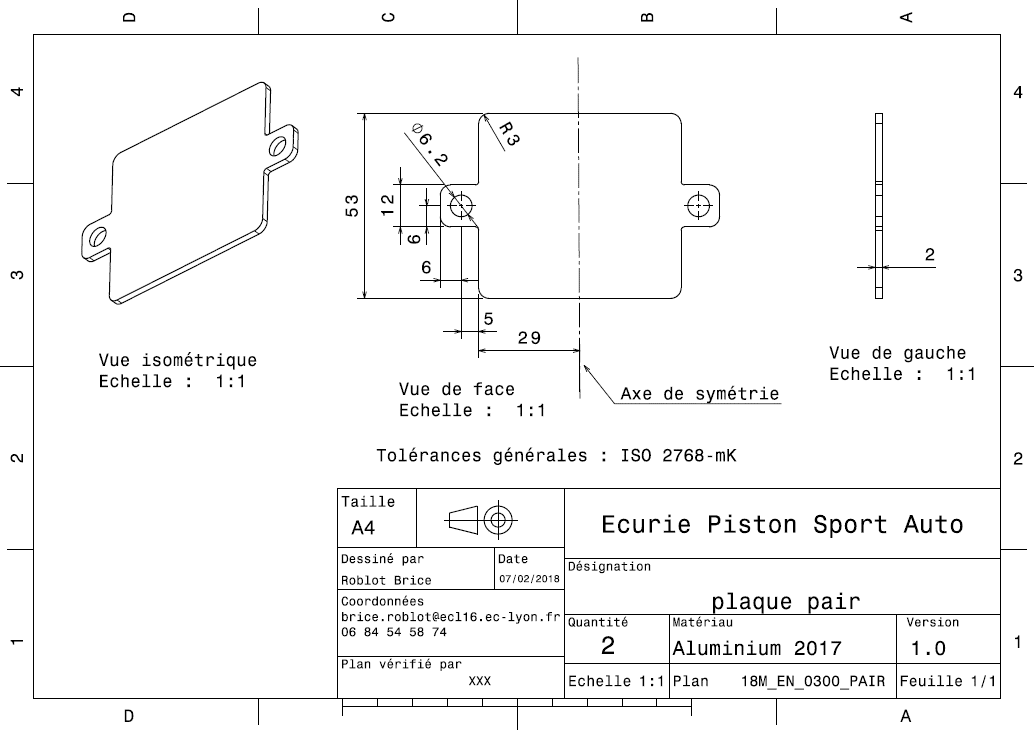 D C B A
4 4
Ø6.2
R3
53
12
6
6
5
29
2
3 3
Vue isométrique
Echelle : 1:1
Vue de face
Echelle : 1:1
Axe de symétrie
Vue de gauche
Echelle : 1:1
2 2
Tolérances générales : ISO 2768-mK
Taille
A4
Ecurie Piston Sport Auto
Dessiné par
Roblot Brice
Date
07/02/2018
Désignation
plaque pair
Coordonnées
brice.roblot@ecl16.ec-lyon.fr
06 84 54 58 74
Quantité
2
Matériau
Aluminium 2017
Version
1.0
1 1
Plan vérifié par
XXX
Echelle 1:1
Plan 18M_EN_0300_PAIR
Feuille 1/1
D A